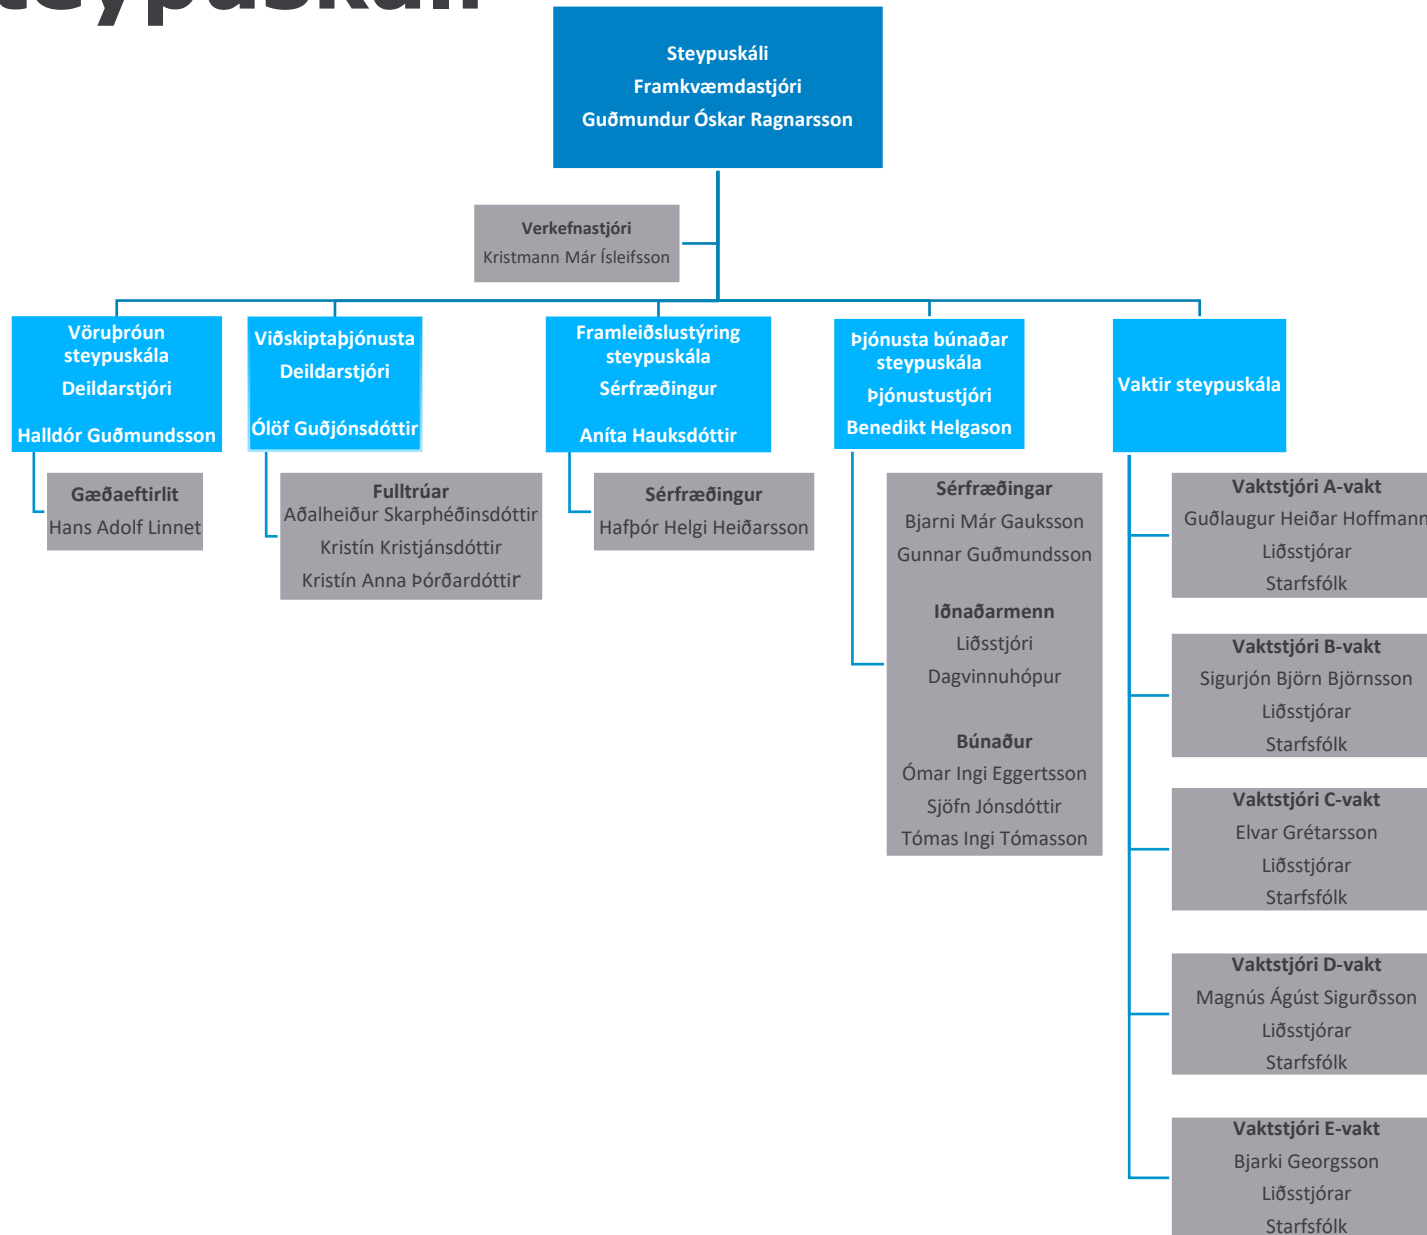 Steypuskáli
Framkvæmdastjóri
Guðmundur Óskar Ragnarsson
Verkefnastjóri
Kristmann Már Ísleifsson
Vöruþróun
steypuskála
Deildarstjóri
Halldór Guðmundsson
Gæðaeftirlit
Hans Adolf Linnet
Viðskiptaþjónusta
Deildarstjóri
Ólöf Guðjónsdóttir
Fulltrúar
Aðalheiður Skarphéðinsdóttir
Kristín Kristjánsdóttir
Kristín Anna Þórðardóttir
Framleiðslustýring
steypuskála
Sérfræðingur
Aníta Hauksdóttir
Sérfræðingur
Hafþór Helgi Heiðarsson
Þjónusta búnaðar
steypuskála
Þjónustustjóri
Benedikt Helgason
Sérfræðingar
Bjarni Már Gauksson
Gunnar Guðmundsson
Iðnaðarmenn
Liðsstjóri
Dagvinnuhópur
Búnaður
Ómar Ingi Eggertsson
Sjöfn Jónsdóttir
Tómas Ingi Tómasson
Vaktir steypuskála
Vaktstjóri A-vakt
Guðlaugur Heiðar Hoffmann
Liðsstjórar
Starfsfólk
Vaktstjóri B-vakt
Sigurjón Björn Björnsson
Liðsstjórar
Starfsfólk
Vaktstjóri C-vakt
Elvar Grétarsson
Liðsstjórar
Starfsfólk
Vaktstjóri D-vakt
Magnús Ágúst Sigurðsson
Liðsstjórar
Starfsfólk
Vaktstjóri E-vakt
Bjarki Georgsson
Liðsstjórar
Starfsfólk